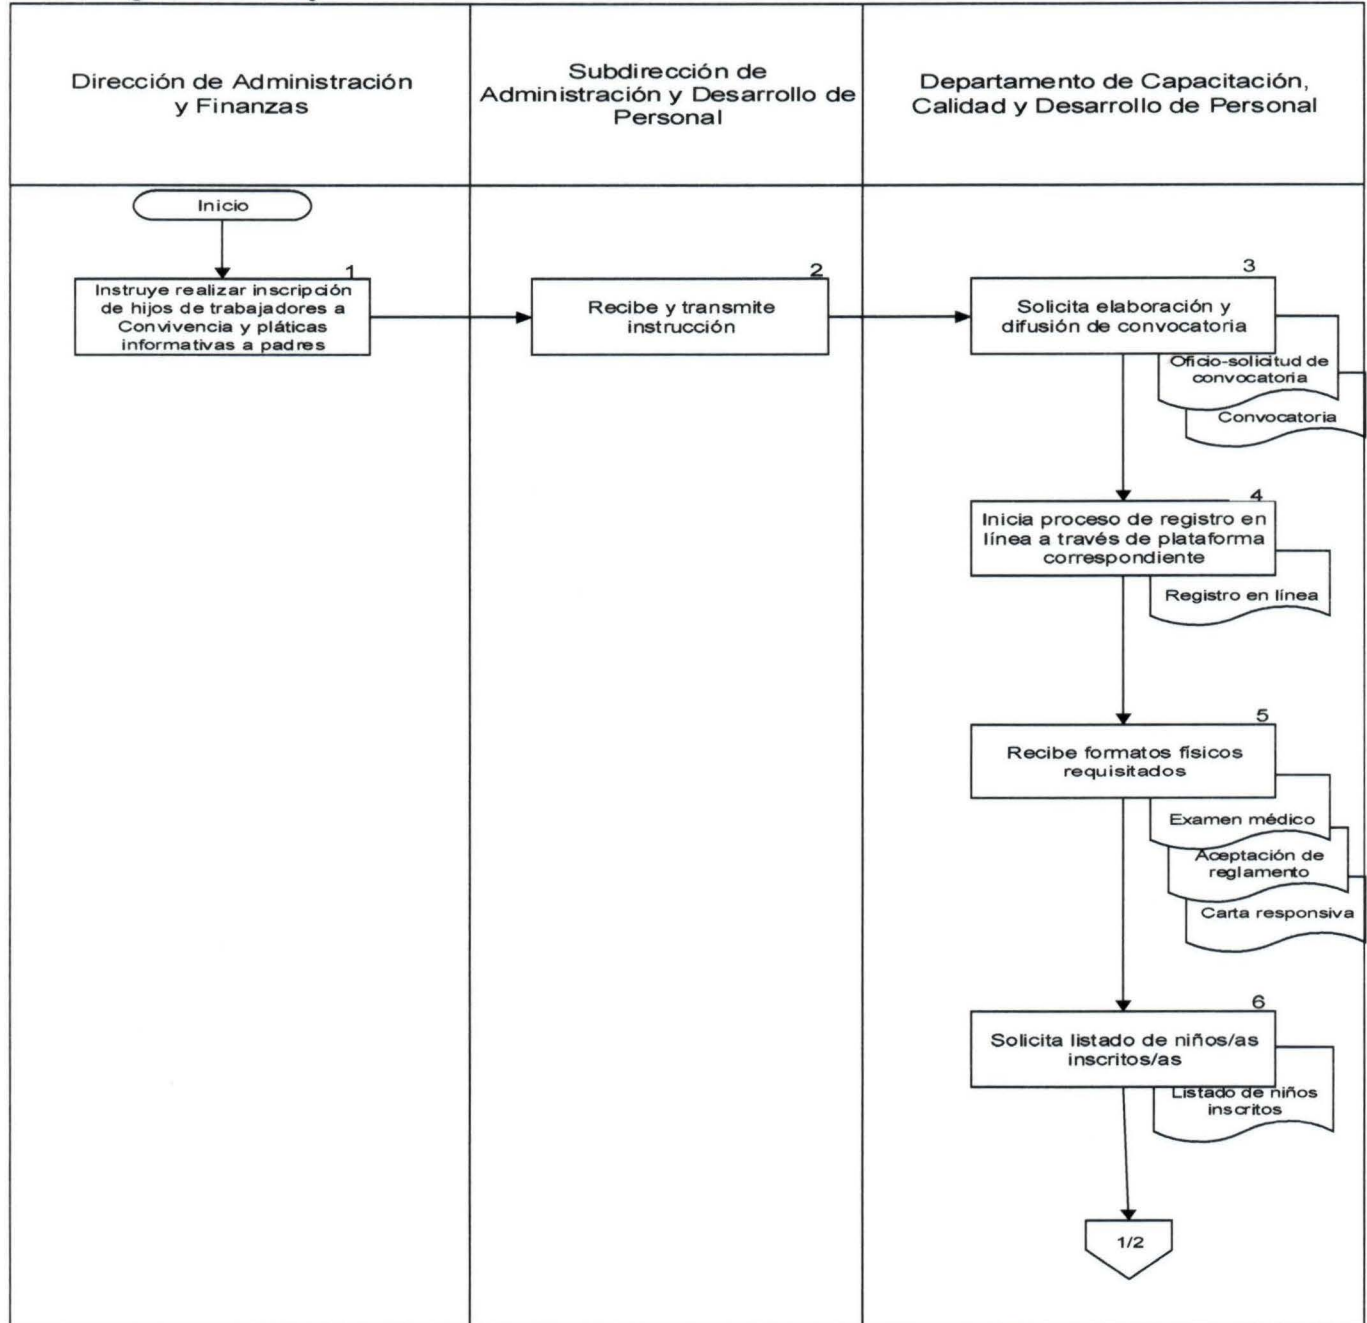 Dirección de Administración
y Finanzas
Subdirección de
Administración y Desarrollo de
Personal
Departamento de Capacitación,
Calidad y Desarrollo de Personal
Inicio
1
Instruye realizar inscripción
de hijos de trabajadores a
Convivencia y pláticas
informativas a padres
2
Recibe y transmite
instrucción
3
Solicita elaboración y
difusión de convocatoria
Oficio-solicitud de
convocatoria
Convocatoria
4
Inicia proceso de registro en
línea a través de plataforma
correspondiente
Registro en línea
5
Recibe formatos físicos
requisitados
Examen médico
Aceptación de
reglamento
Carta responsiva
6
Solicita listado de niños/as
inscritos/as
Listado de niños
inscritos
1/2